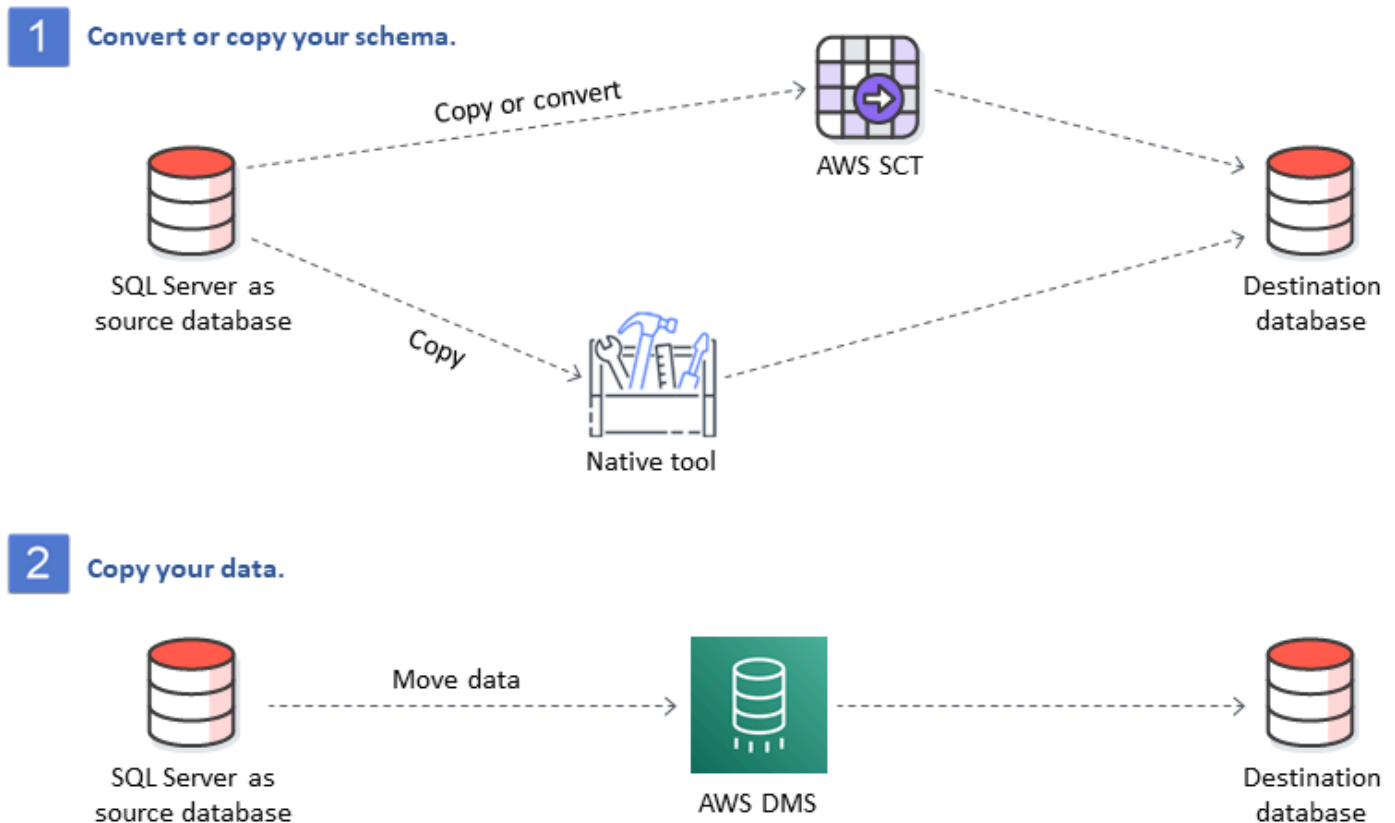 1
Convert or copy your schema.
Copy or convert
AWS SCT
SQL Server as
source database
Destination
database
Copy
Native tool
2
Copy your data.
Move data
SQL Server as
source database
AWS DMS
Destination
database